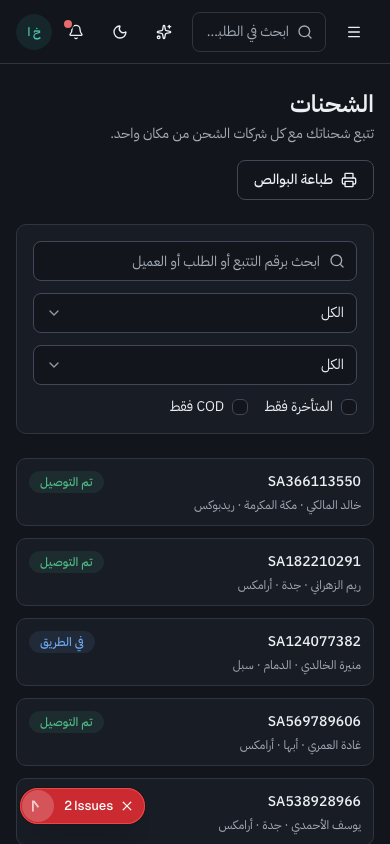 ابحث في الطلبـ...
خ ا
الشحنات
تتبع شحناتك مع كل شركات الشحن من مكان واحد.
طباعة البوالص
ابحث برقم التتبع أو الطلب أو العميل
الكل
الكل
المتأخرة فقط
COD فقط
SA366113550
تم التوصيل
خالد المالكي · مكة المكرمة · ريدبوكس
SA182210291
تم التوصيل
ريم الزهراني · جدة · أرامكس
SA124077382
في الطريق
منيرة الخالدي · الدمام · سبل
SA569789606
تم التوصيل
غادة العمري · أبها · أرامكس
SA538928966
يوسف الأحمدي · جدة · أرامكس
2 Issues